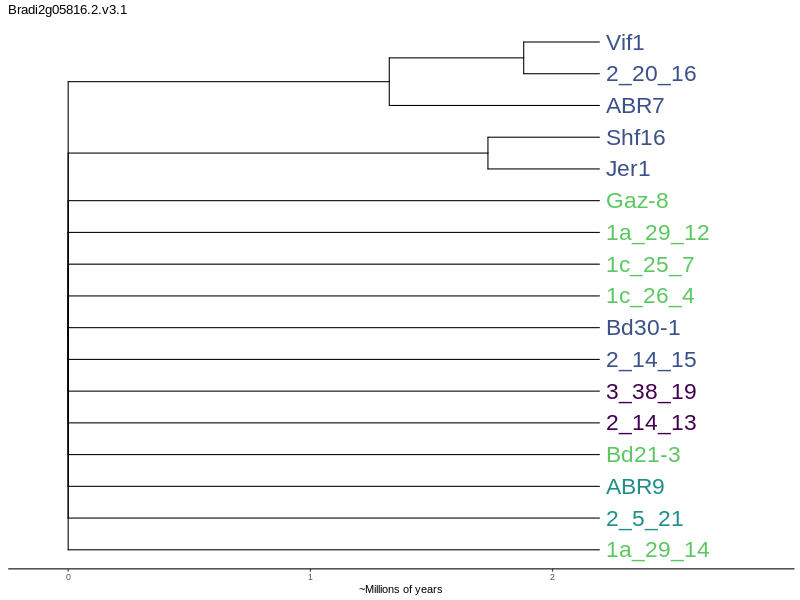 Bradi2g05816.2.v3.1
Vif1
2_20_16
ABR7
Shf16
Jer1
Gaz-8
1a_29_12
1c_25_7
1c_26_4
Bd30-1
2_14_15
3_38_19
2_14_13
Bd21-3
ABR9
2_5_21
1a_29_14
0 1 2
~Millions of years